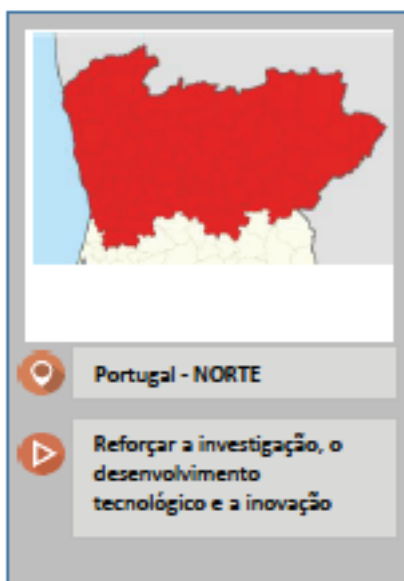 Portugal - NORTE
Reforçar a investigação, o
desenvolvimento
tecnológico e a inovação